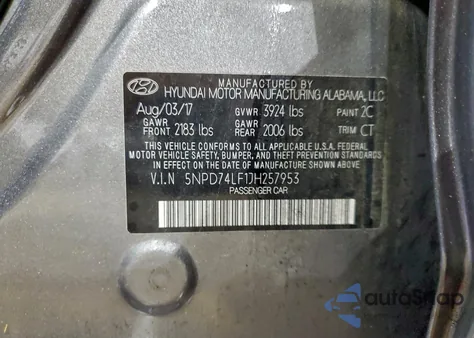 MANUFACTURED BY
HYUNDAI MOTOR MANUFACTURING ALABAMA, LLC
Aug/03/17 GVWR 3924 lbs PAINT 2C
GAWR FRONT 2183 lbs GAWR REAR 2006 lbs TRIM CT
THIS VEHICLE CONFORMS TO ALL APPLICABLE U.S. FEDERAL
MOTOR VEHICLE SAFETY, BUMPER, AND THEFT PREVENTION
STANDARDS IN EFFECT ON THE DATE OF MANUFACTURE SHOWN ABOVE.
V.I.N 5NPD74LF1JH257953
PASSENGER CAR
autoSnap